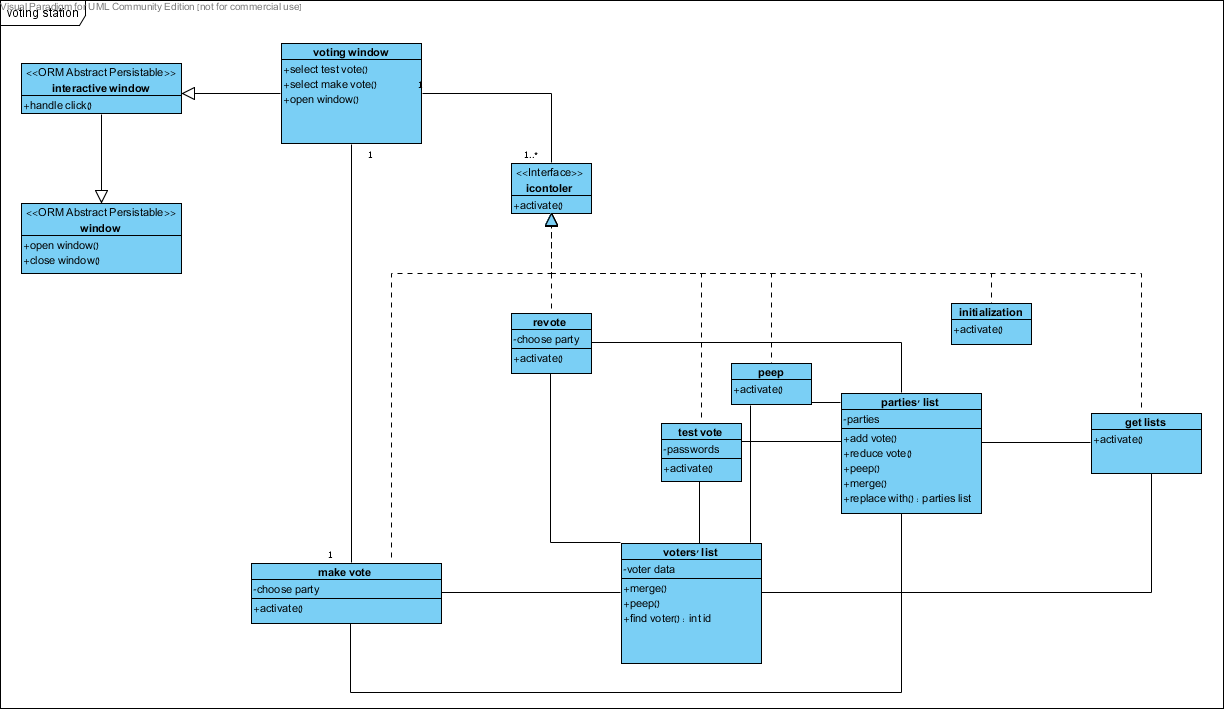 Visual Paradigm for UML Community Edition [not for commercial use]
voting station
voting window
+select test vote()
+select make vote()
+open window()
1
1
<<ORM Abstract Persistable>>
interactive window
+handle click()
<<ORM Abstract Persistable>>
window
+open window()
+close window()
1..*
<<Interface>>
icontoler
+activate()
revote
-choose party
+activate()
initialization
+activate()
peep
+activate()
parties' list
-parties
+add vote()
+reduce vote()
+peep()
+merge()
+replace with() : parties list
get lists
+activate()
test vote
-passwords
+activate()
1
make vote
-choose party
+activate()
voters' list
-voter data
+merge()
+peep()
+find voter() : int id